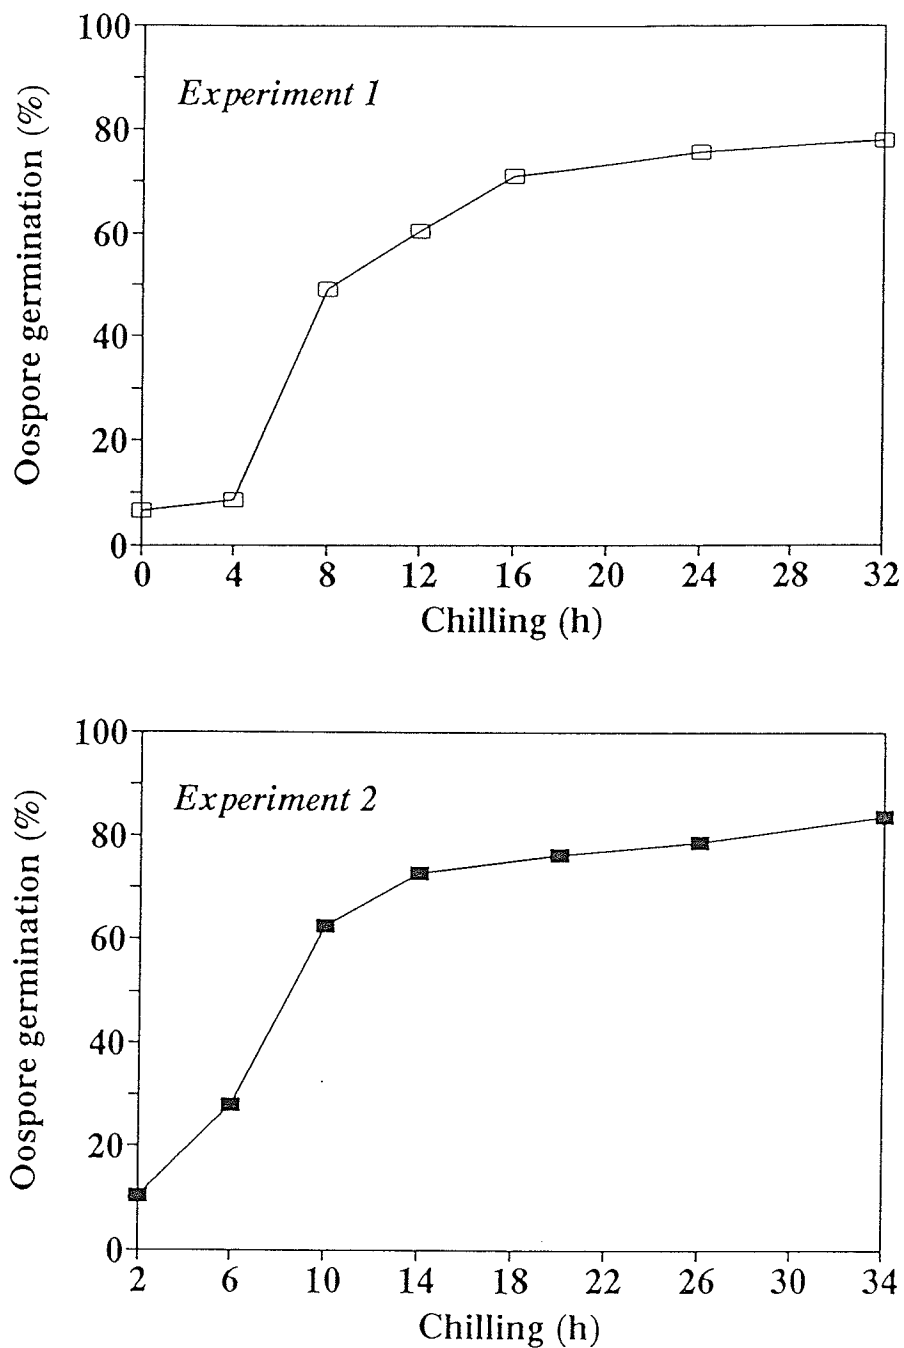 100
80
60
40
20
0
Oospore germination (%)
Experiment 1
0 4 8 12 16 20 24 28 32
Chilling (h)
100
80
60
40
20
0
Oospore germination (%)
Experiment 2
2 6 10 14 18 22 26 30 34
Chilling (h)